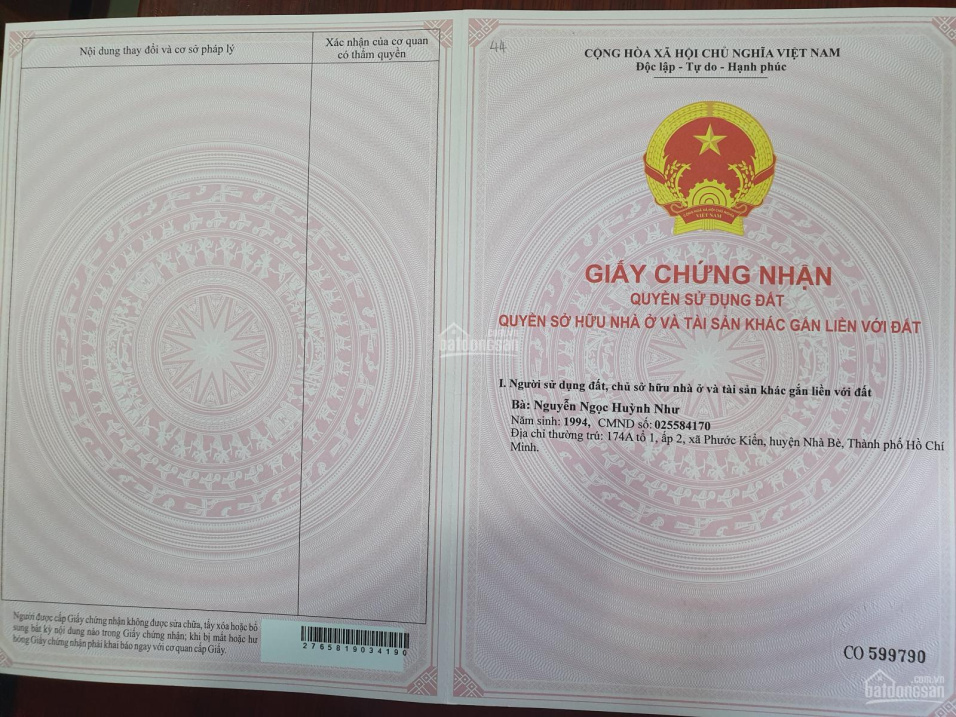 Nội dung thay đổi và cơ sở pháp lý
Xác nhận của cơ quan
có thẩm quyền
Người được cấp Giấy chứng nhận không được sửa chữa, tẩy xóa hoặc bổ
sung bất kỳ nội dung nào trong Giấy chứng nhận; khi bị mất hoặc hư
hỏng Giấy chứng nhận phải khai báo ngay với cơ quan cấp Giấy.
2765819034190
44
CỘNG HÒA XÃ HỘI CHỦ NGHĨA VIỆT NAM
Độc lập - Tự do - Hạnh phúc
VIỆT NAM
GIẤY CHỨNG NHẬN
QUYỀN SỬ DỤNG ĐẤT
QUYỀN SỞ HỮU NHÀ Ở VÀ TÀI SẢN KHÁC GẮN LIỀN VỚI ĐẤT
I. Người sử dụng đất, chủ sở hữu nhà ở và tài sản khác gắn liền với đất
Bà: Nguyễn Ngọc Huỳnh Như
Năm sinh: 1994, CMND số: 025584170
Địa chỉ thường trú: 174A tổ 1, ấp 2, xã Phước Kiển, huyện Nhà Bè, Thành phố Hồ Chí
Minh.
CO 599790
batdongsan
.com.vn
batdongsan
.com.vn